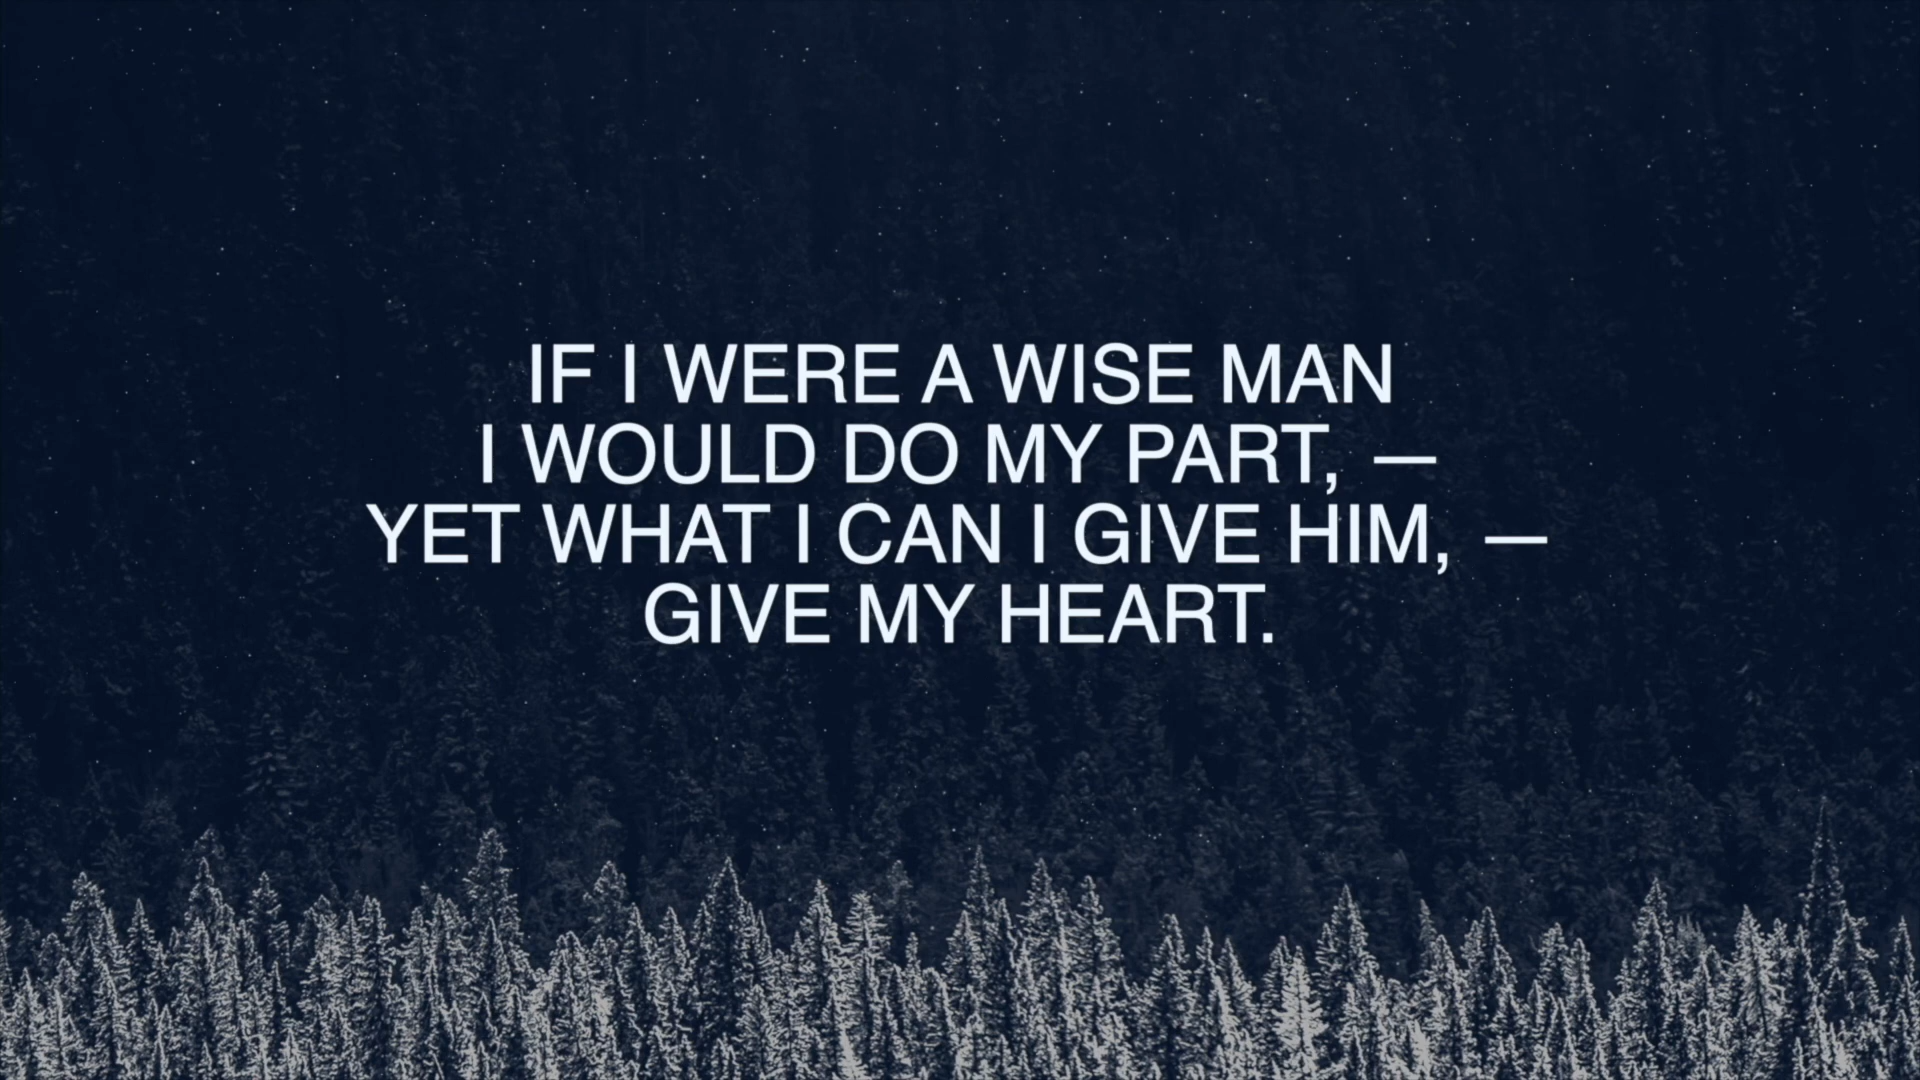 IF I WERE A WISE MAN
I WOULD DO MY PART, —
YET WHAT I CAN I GIVE HIM, —
GIVE MY HEART.